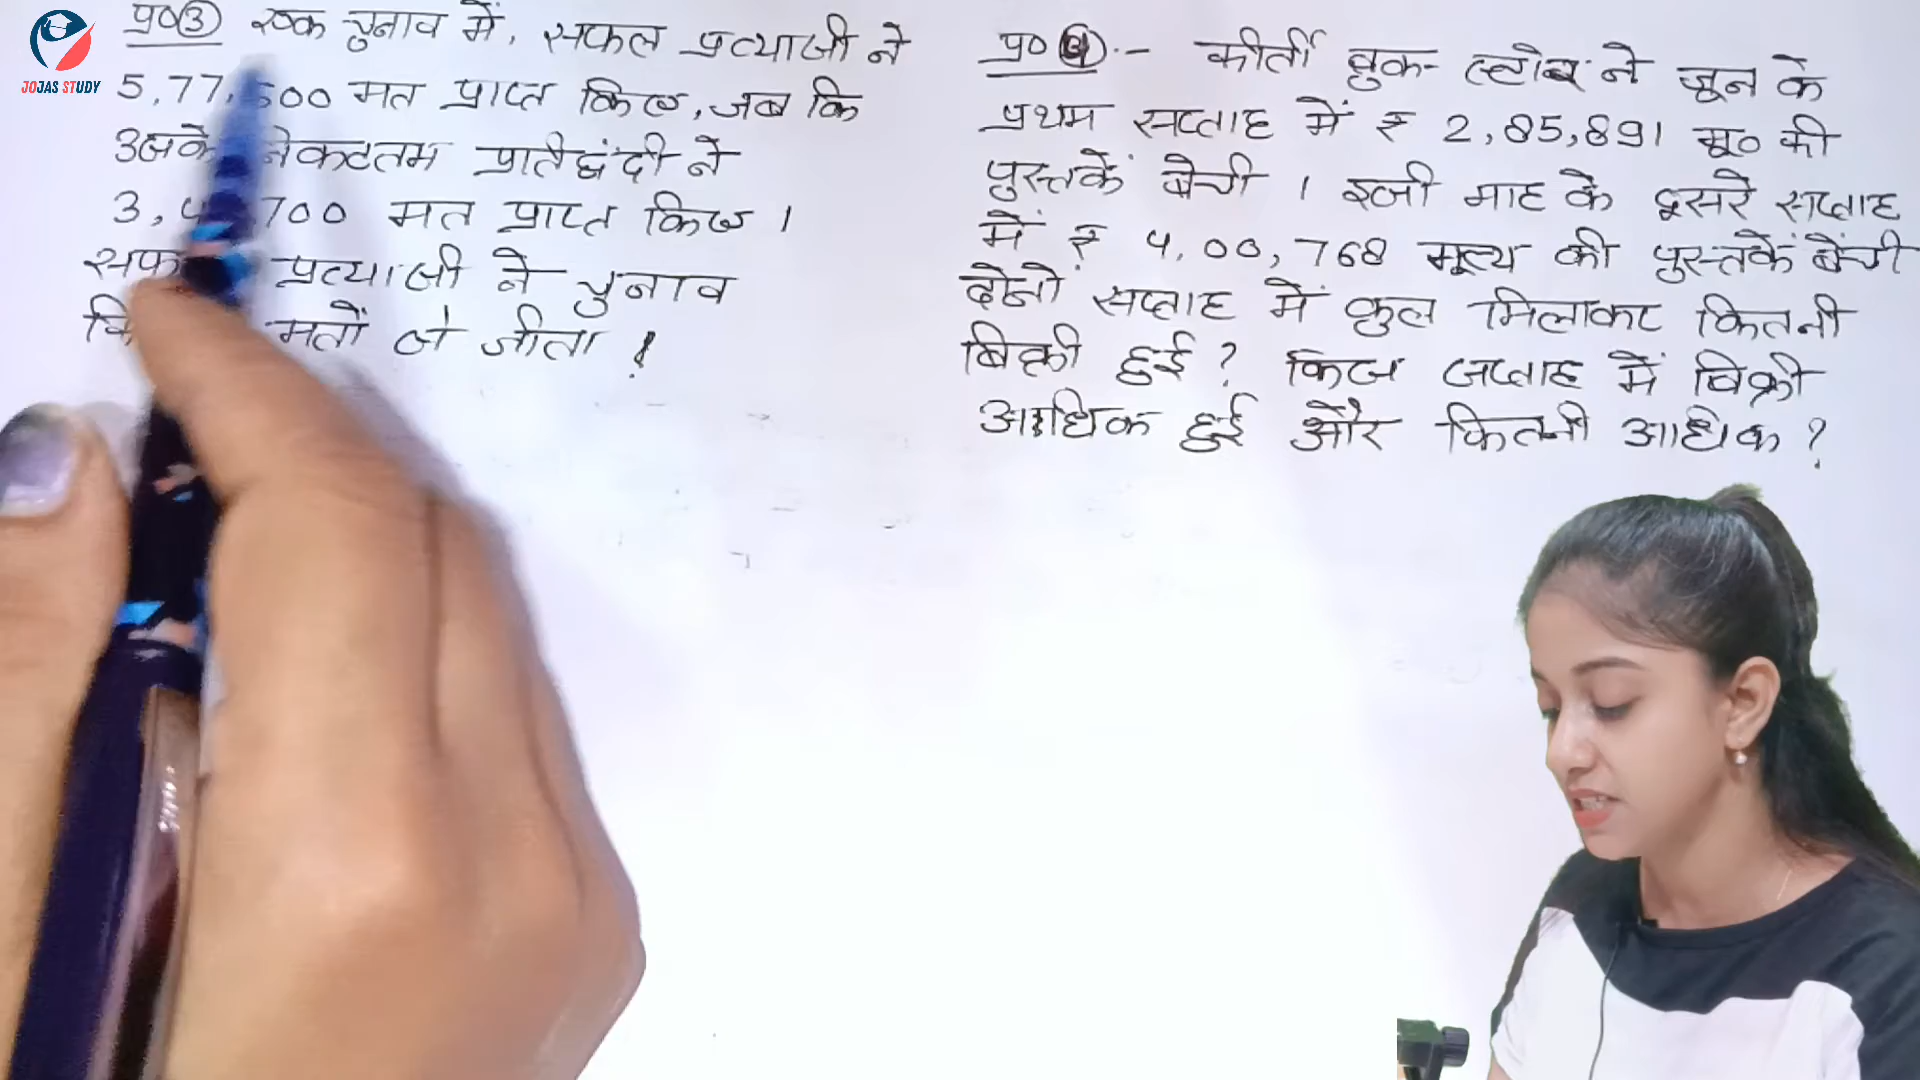 JOJAS STUDY
प्र०③ एक चुनाव में, सफल प्रत्याशी ने
5,77, 500 मत प्राप्त किए, जब कि
उसके निकटतम प्रतिद्वंदी ने
3, 700 मत प्राप्त किए ।
प्रत्याशी ने चुनाव
मतों से जीता !
प्र०④:- कीर्ती बुक- स्टोर ने जून के
प्रथम सप्ताह में ₹ 2,85,891 मू० की
पुस्तकें बेची । इसी माह के दूसरे सप्ताह
में ₹ 4,00,768 मूल्य की पुस्तकें बेंची
दोनों सप्ताह में कुल मिलाकर कितनी
बिक्री हुई ? किस सप्ताह में बिक्री
अधिक हुई और कितनी अधिक ?